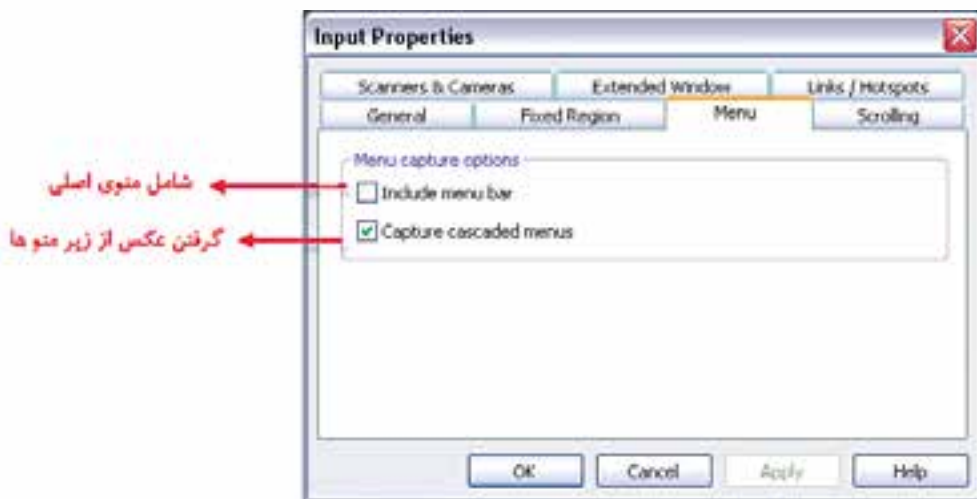 Input Properties
Scanners & Cameras
Extended Window
Links / Hotspots
General
Fixed Region
Menu
Scrolling
Menu capture options
شامل منوی اصلی
Include menu bar
گرفتن عکس از زیر منو ها
Capture cascaded menus
OK
Cancel
Apply
Help